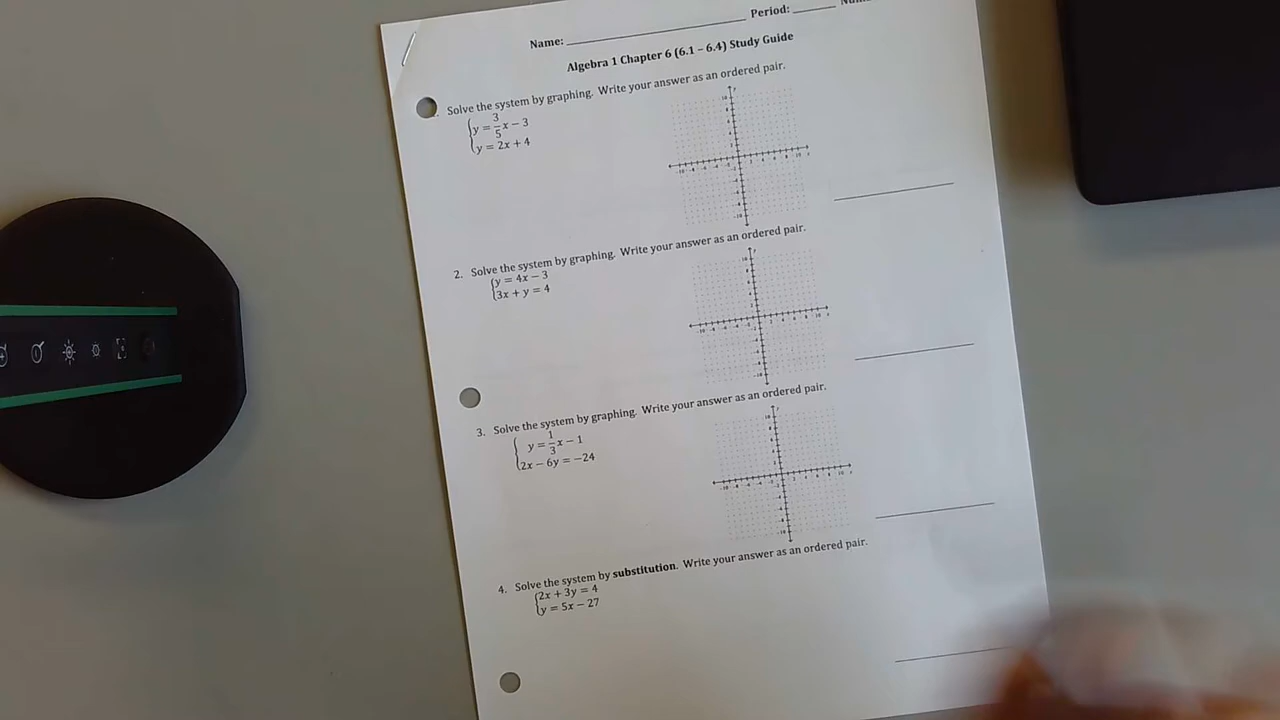 Name: ____________ Period: ______
Algebra 1 Chapter 6 (6.1 – 6.4) Study Guide
Solve the system by graphing. Write your answer as an ordered pair.
y = 3/5x − 3
y = 2x + 4
2. Solve the system by graphing. Write your answer as an ordered pair.
y = 4x − 3
3x + y = 4
3. Solve the system by graphing. Write your answer as an ordered pair.
y = 1/3x − 1
2x − 6y = −24
4. Solve the system by substitution. Write your answer as an ordered pair.
2x + 3y = 4
y = 5x − 27